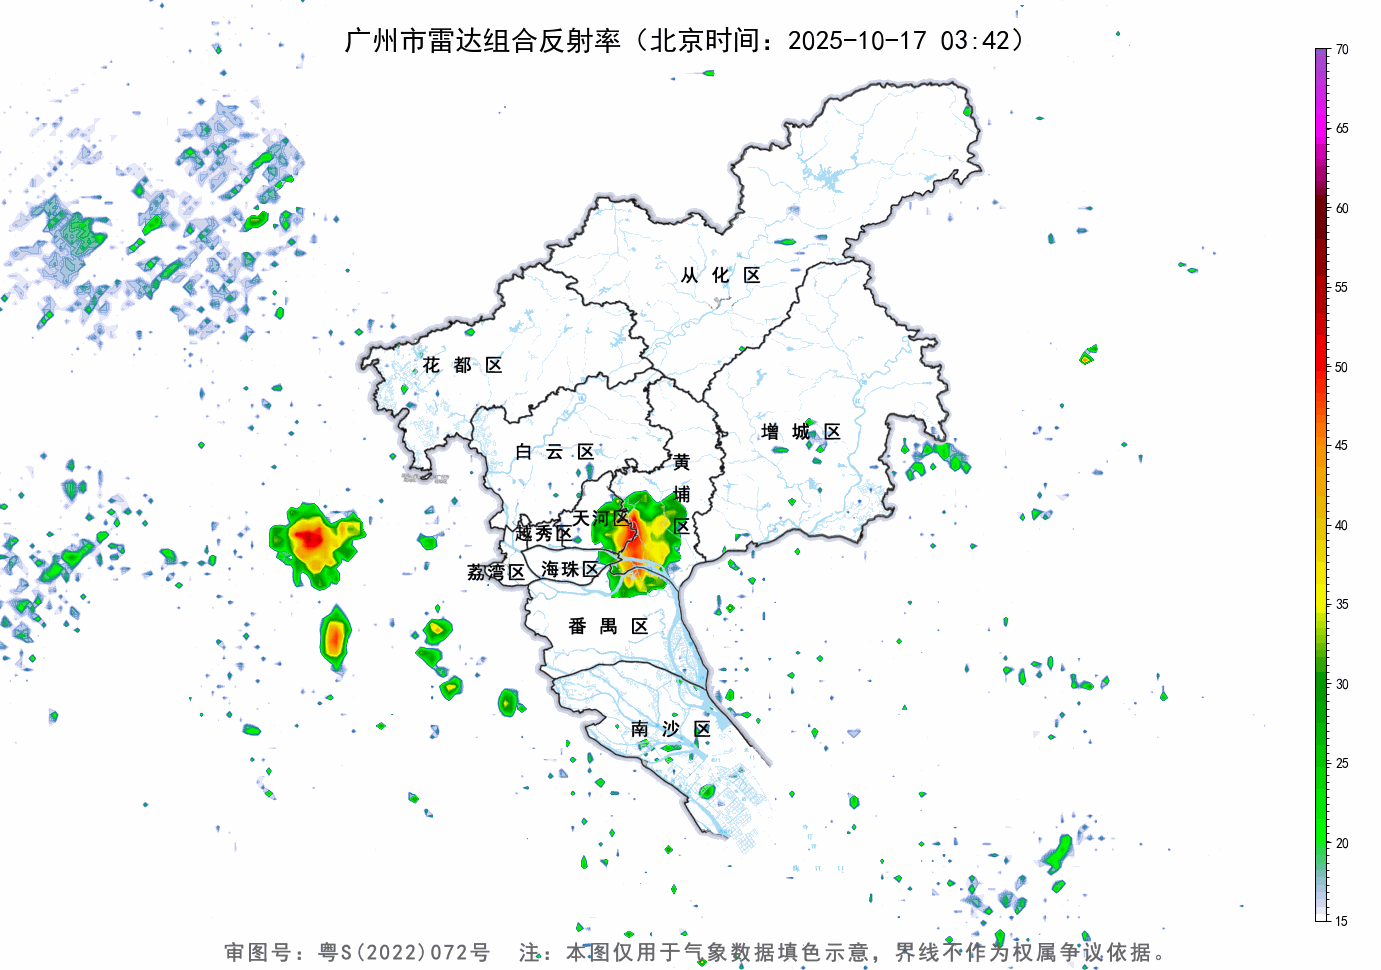 广州市雷达组合反射率（北京时间：2025-10-17 03:42）
70
65
60
55
50
45
40
35
30
25
20
15
从化区
花都区
增城区
白云区
黄埔区
天河区
越秀区
海珠区
荔湾区
番禺区
南沙区
审图号：粤S(2022)072号 注：本图仅用于气象数据填色示意，界线不作为权属争议依据。